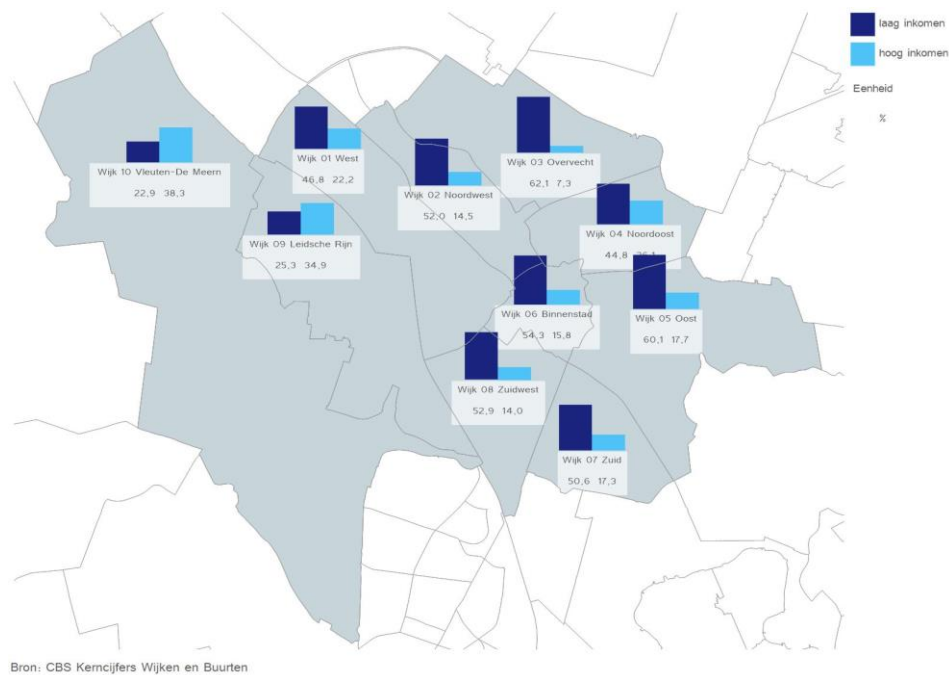 laag inkomen
hoog inkomen
Eenheid
%
Wijk 10 Vleuten-De Meern
22,9 38,3
Wijk 01 West
46,8 22,2
Wijk 02 Noordwest
52,0 14,5
Wijk 03 Overvecht
62,1 7,3
Wijk 04 Noordoost
44,8
Wijk 09 Leidsche Rijn
25,3 34,9
Wijk 06 Binnenstad
54,3 15,8
Wijk 05 Oost
60,1 17,7
Wijk 08 Zuidwest
52,9 14,0
Wijk 07 Zuid
50,6 17,3
Bron: CBS Kerncijfers Wijken en Buurten